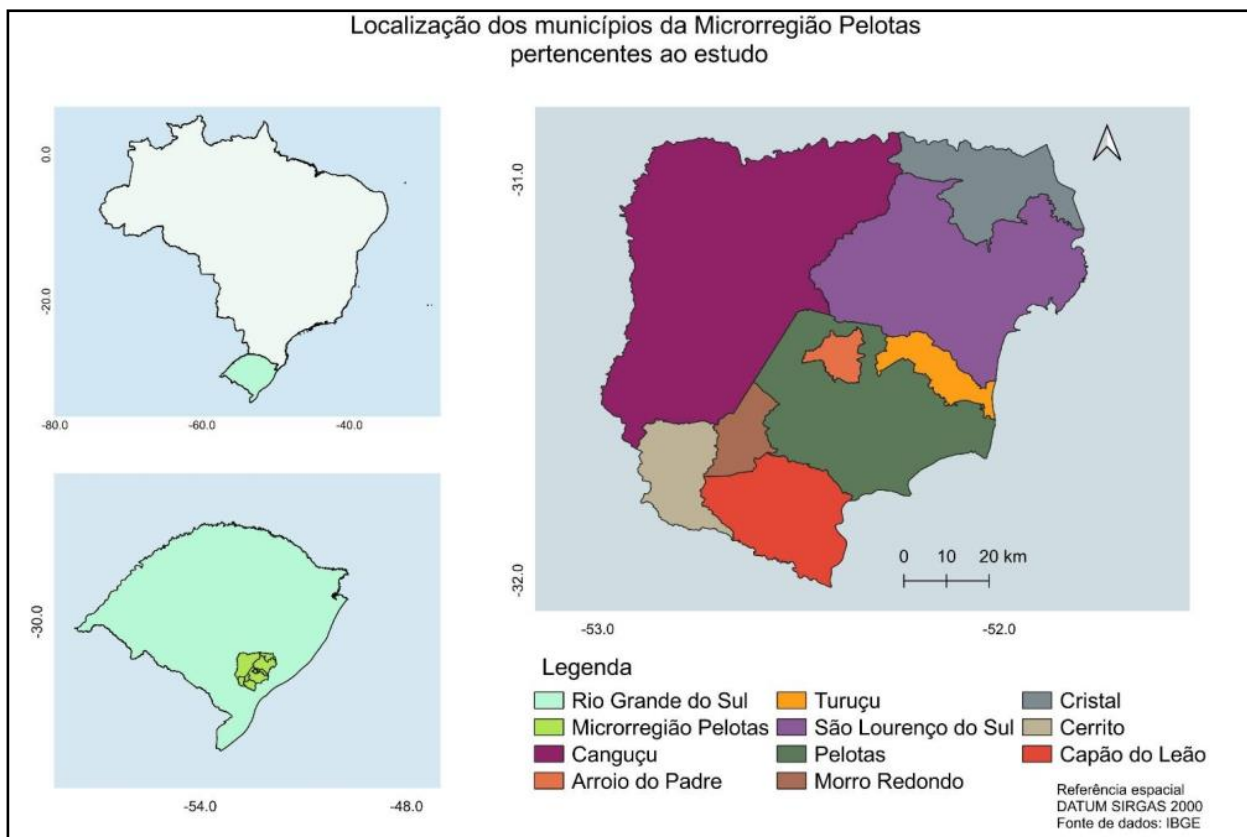 Localização dos municípios da Microrregião Pelotas
pertencentes ao estudo
0.0
-20.0
-80.0
-60.0
-40.0
-30.0
-54.0
-48.0
-31.0
-32.0
0 10 20 km
-53.0
-52.0
Legenda
Rio Grande do Sul
Microrregião Pelotas
Canguçu
Arroio do Padre
Turuçu
São Lourenço do Sul
Pelotas
Morro Redondo
Cristal
Cerrito
Capão do Leão
Referência espacial
DATUM SIRGAS 2000
Fonte de dados: IBGE